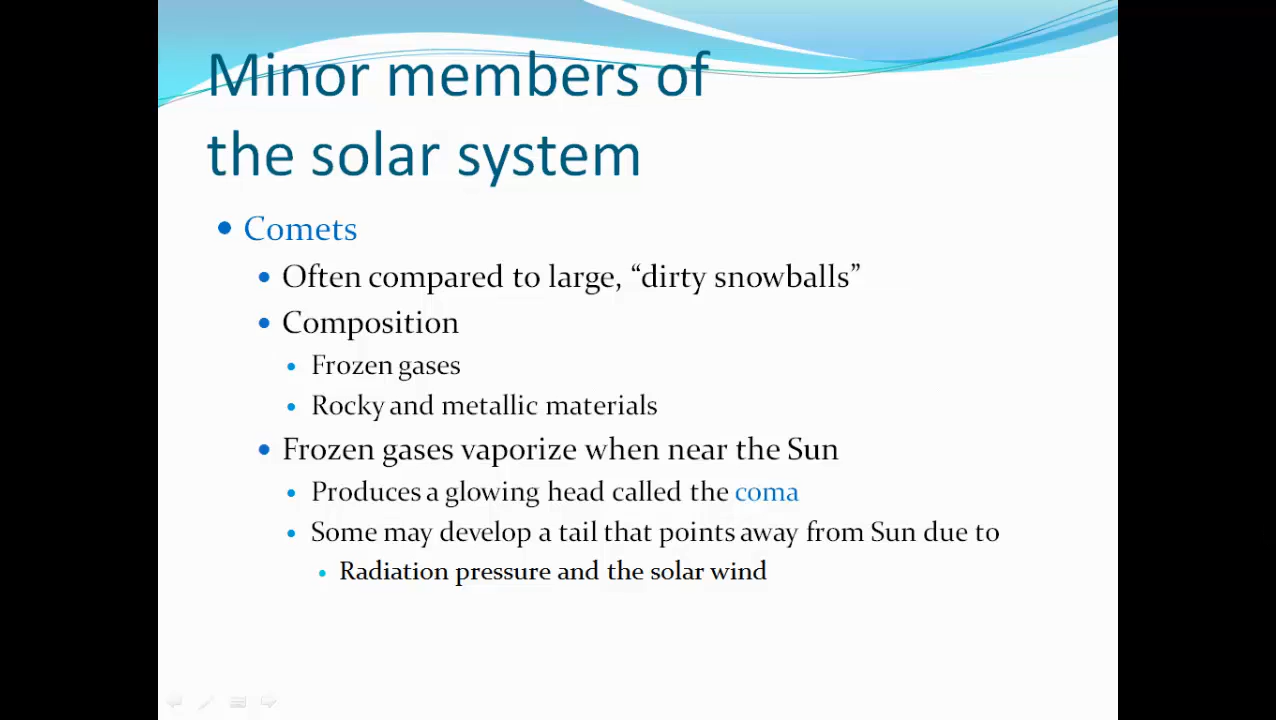 Minor members of
the solar system
• Comets
• Often compared to large, “dirty snowballs”
• Composition
• Frozen gases
• Rocky and metallic materials
• Frozen gases vaporize when near the Sun
• Produces a glowing head called the coma
• Some may develop a tail that points away from Sun due to
• Radiation pressure and the solar wind